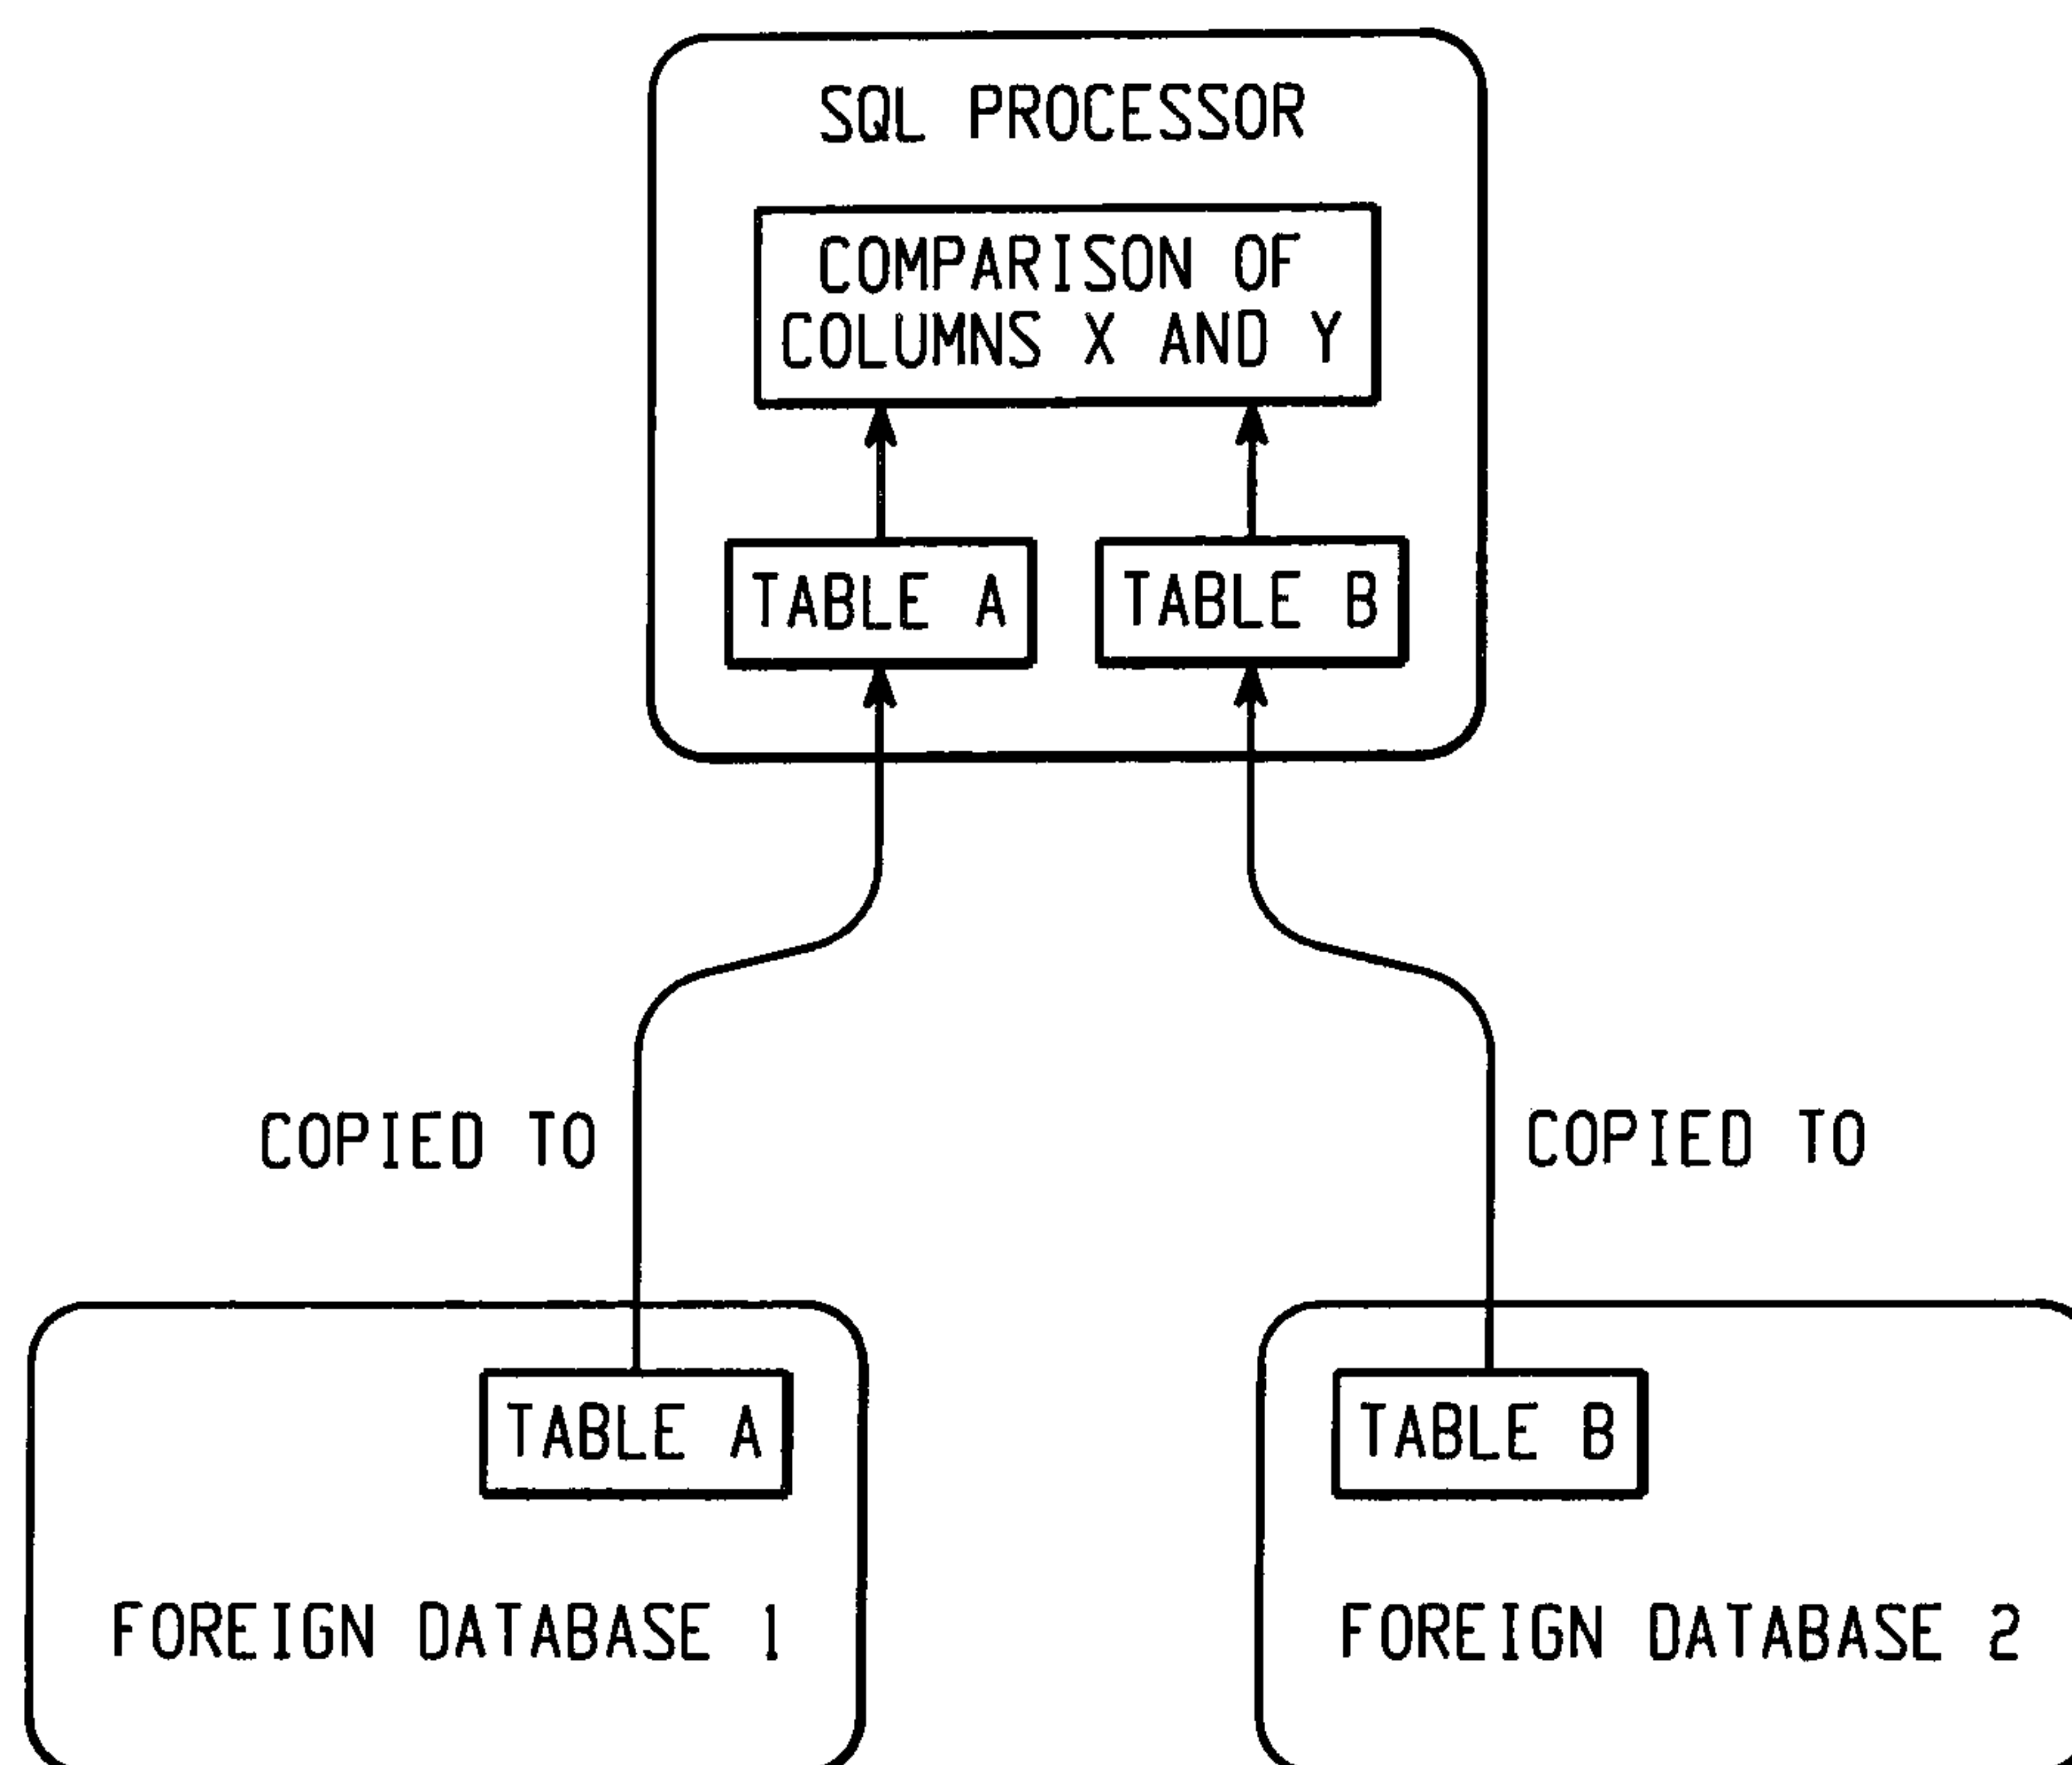 SQL PROCESSOR
COMPARISON OF
COLUMNS X AND Y
TABLE A
TABLE B
COPIED TO
COPIED TO
TABLE A
TABLE B
FOREIGN DATABASE 1
FOREIGN DATABASE 2